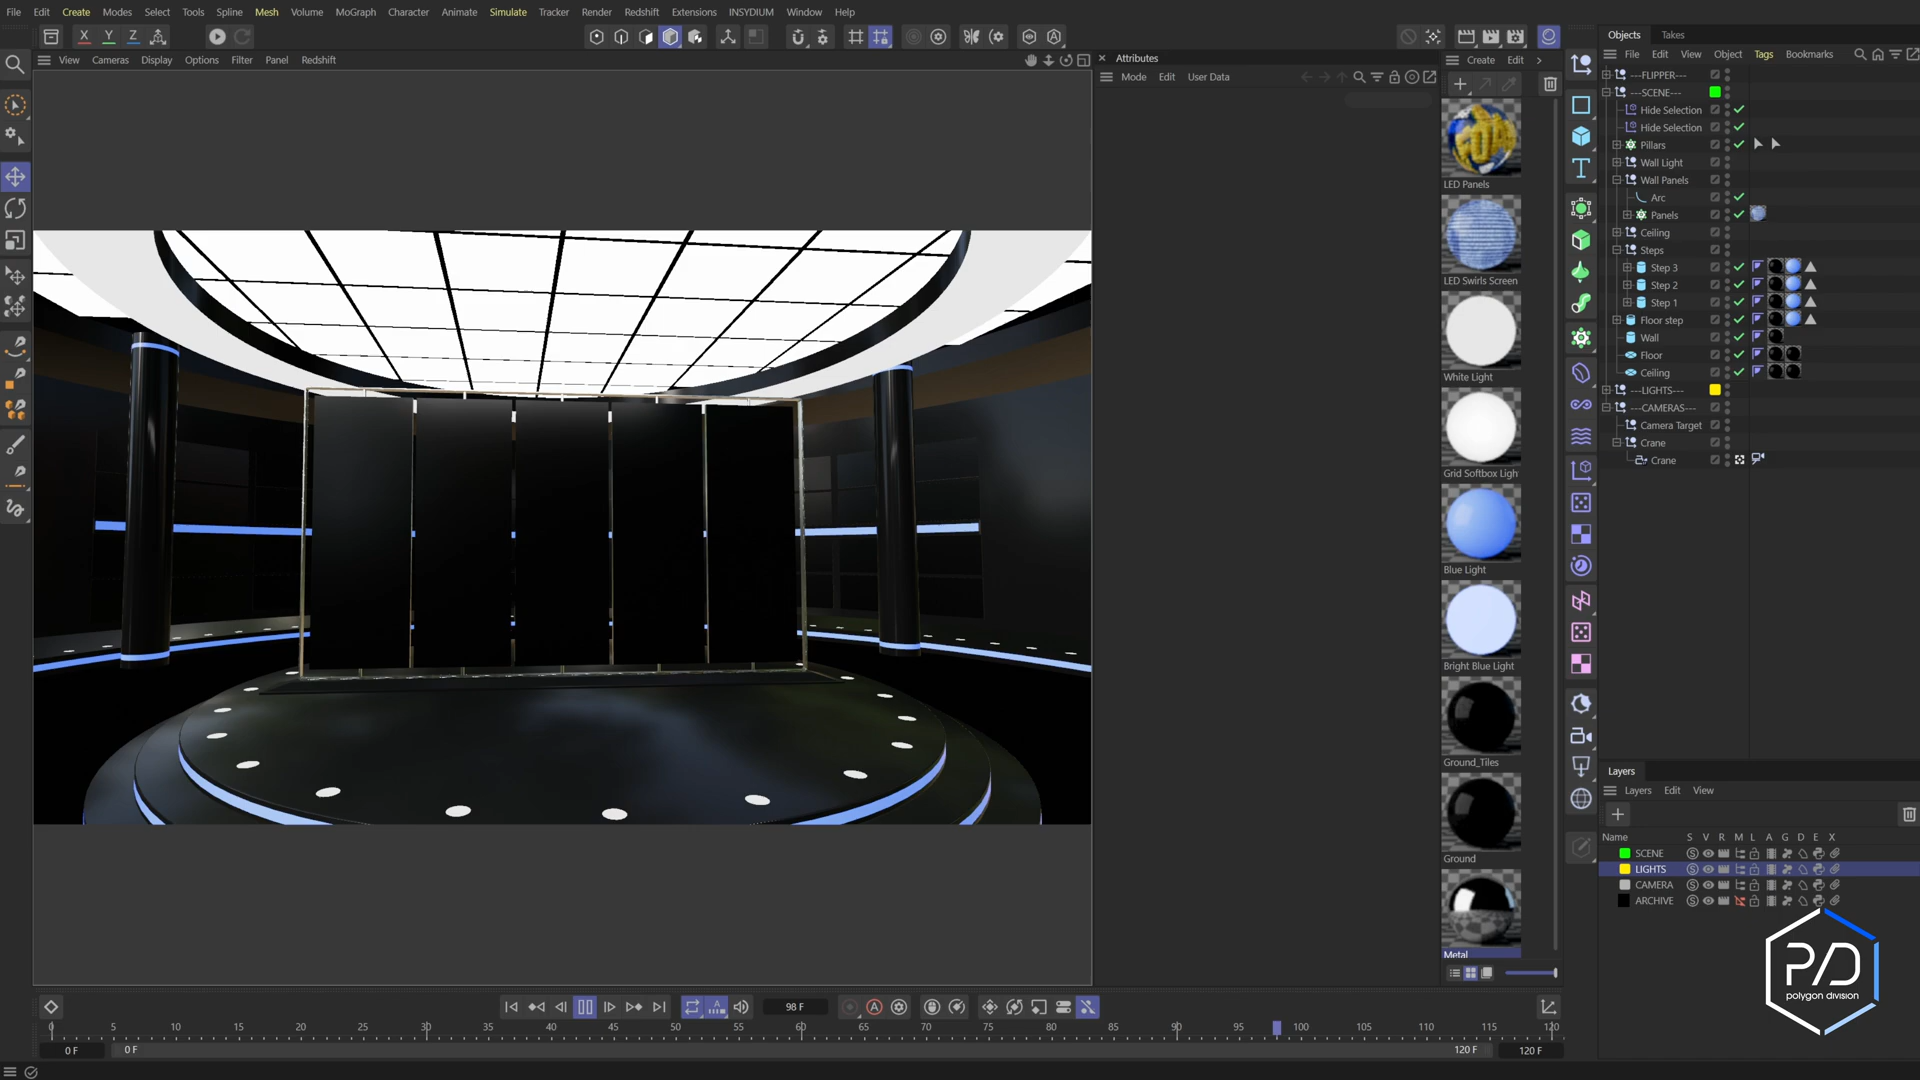 File Edit Create Modes Select Tools Spline Mesh Volume MoGraph Character Animate Simulate Tracker Render Redshift Extensions INSYDIUM Window Help
X Y Z
View Cameras Display Options Filter Panel Redshift
Attributes
Mode Edit User Data
Create Edit
LED Panels
LED Swirls Screen
White Light
Grid Softbox Ligh
Blue Light
Bright Blue Light
Ground_Tiles
Ground
Metal
Objects Takes
File Edit View Object Tags Bookmarks
---FLIPPER---
---SCENE---
Hide Selection
Hide Selection
Pillars
Wall Light
Wall Panels
Arc
Panels
Ceiling
Steps
Step 3
Step 2
Step 1
Floor step
Wall
Floor
Ceiling
---LIGHTS---
---CAMERAS---
Camera Target
Crane
Crane
Layers
Layers Edit View
Name S V R M L A G D E X
SCENE
LIGHTS
CAMERA
ARCHIVE
P/D
polygon division
98 F
0 5 10 15 20 25 30 35 40 45 50 55 60 65 70 75 80 85 90 95 100 105 110 115 120
0 F 0 F 120 F 120 F